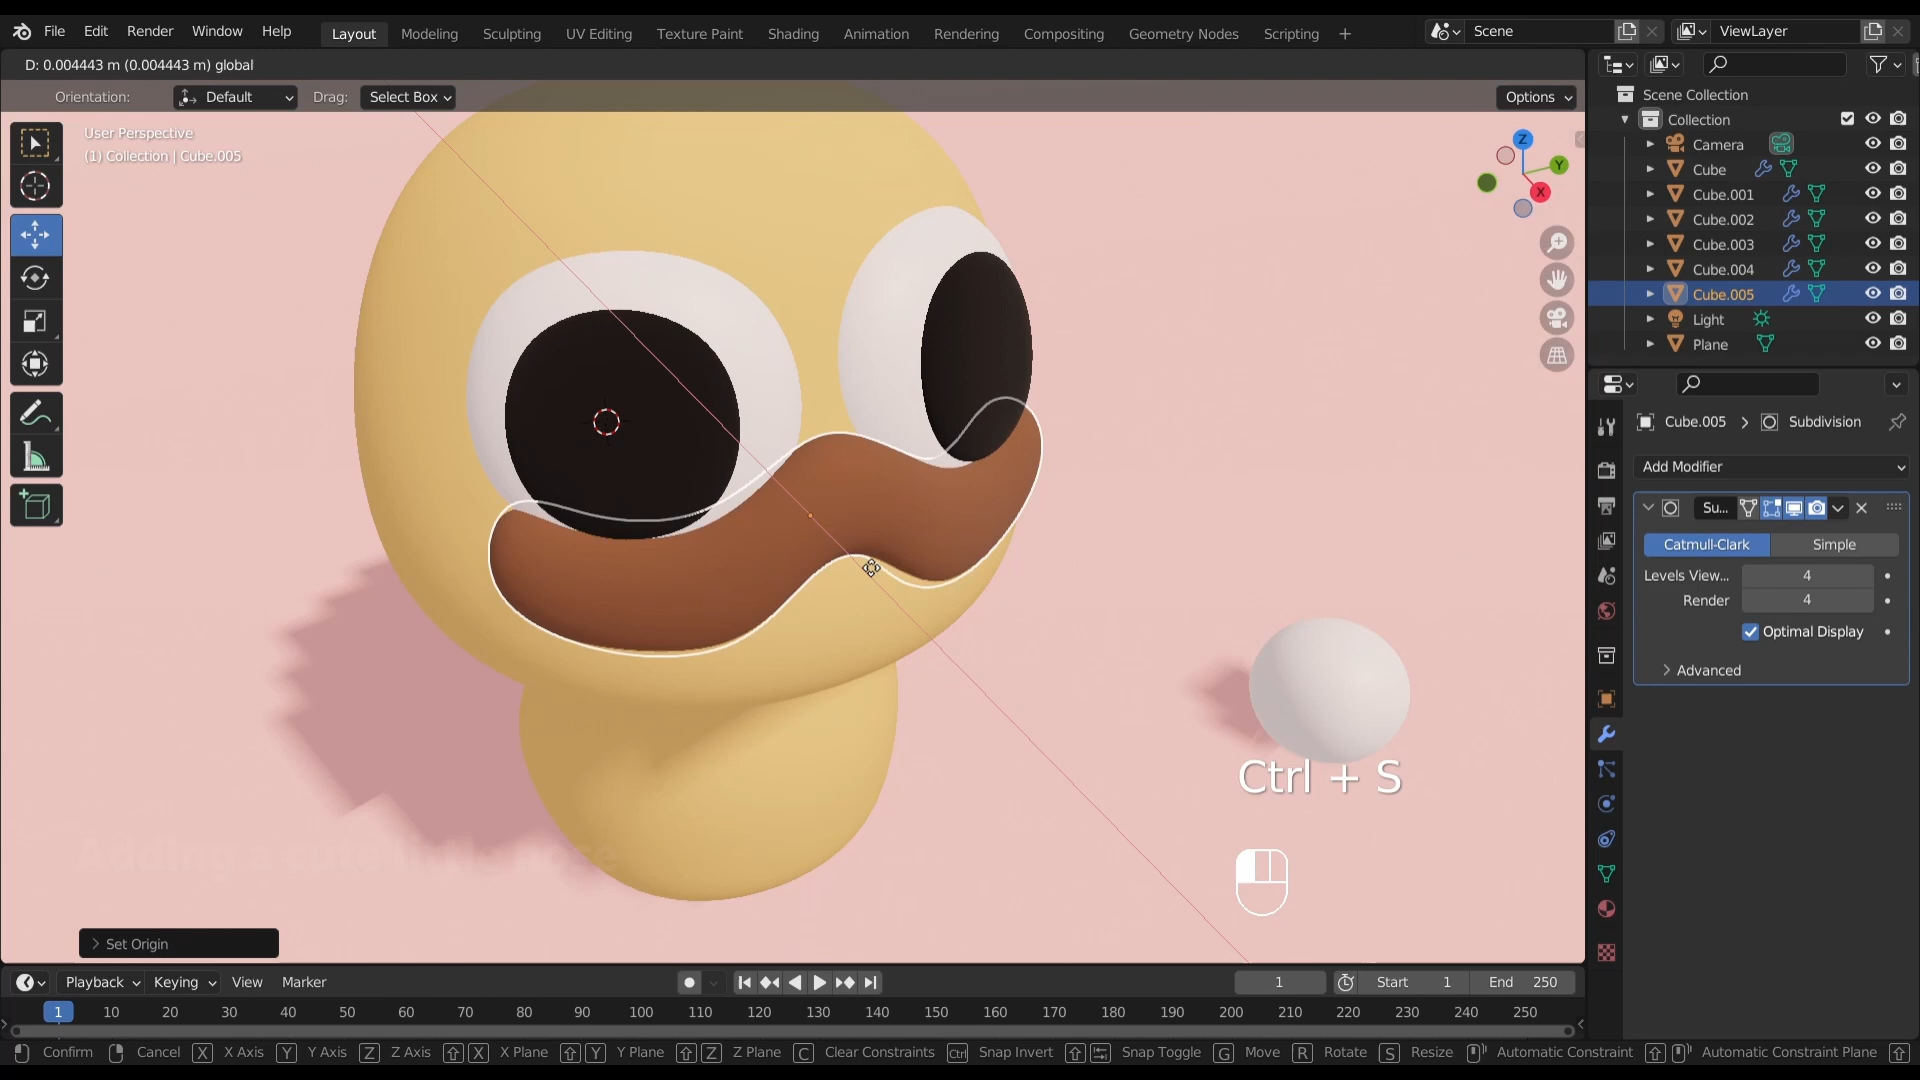 File Edit Render Window Help Layout Modeling Sculpting UV Editing Texture Paint Shading Animation Rendering Compositing Geometry Nodes Scripting + Scene ViewLayer
D: 0.004443 m (0.004443 m) global
Orientation: Default Drag: Select Box Options
User Perspective
(1) Collection | Cube.005
Z
Y
X
Scene Collection
Collection
Camera
Cube
Cube.001
Cube.002
Cube.003
Cube.004
Cube.005
Light
Plane
Cube.005 > Subdivision
Add Modifier
Su...
Catmull-Clark Simple
Levels View... 4
Render 4
Optimal Display
> Advanced
Ctrl + S
Adding a cute little nose
> Set Origin
Playback Keying View Marker 1 Start 1 End 250
1 10 20 30 40 50 60 70 80 90 100 110 120 130 140 150 160 170 180 190 200 210 220 230 240 250
Confirm Cancel X X Axis Y Y Axis Z Z Axis X X Plane Y Y Plane Z Z Plane C Clear Constraints Ctrl Snap Invert Snap Toggle G Move R Rotate S Resize Automatic Constraint Automatic Constraint Plane